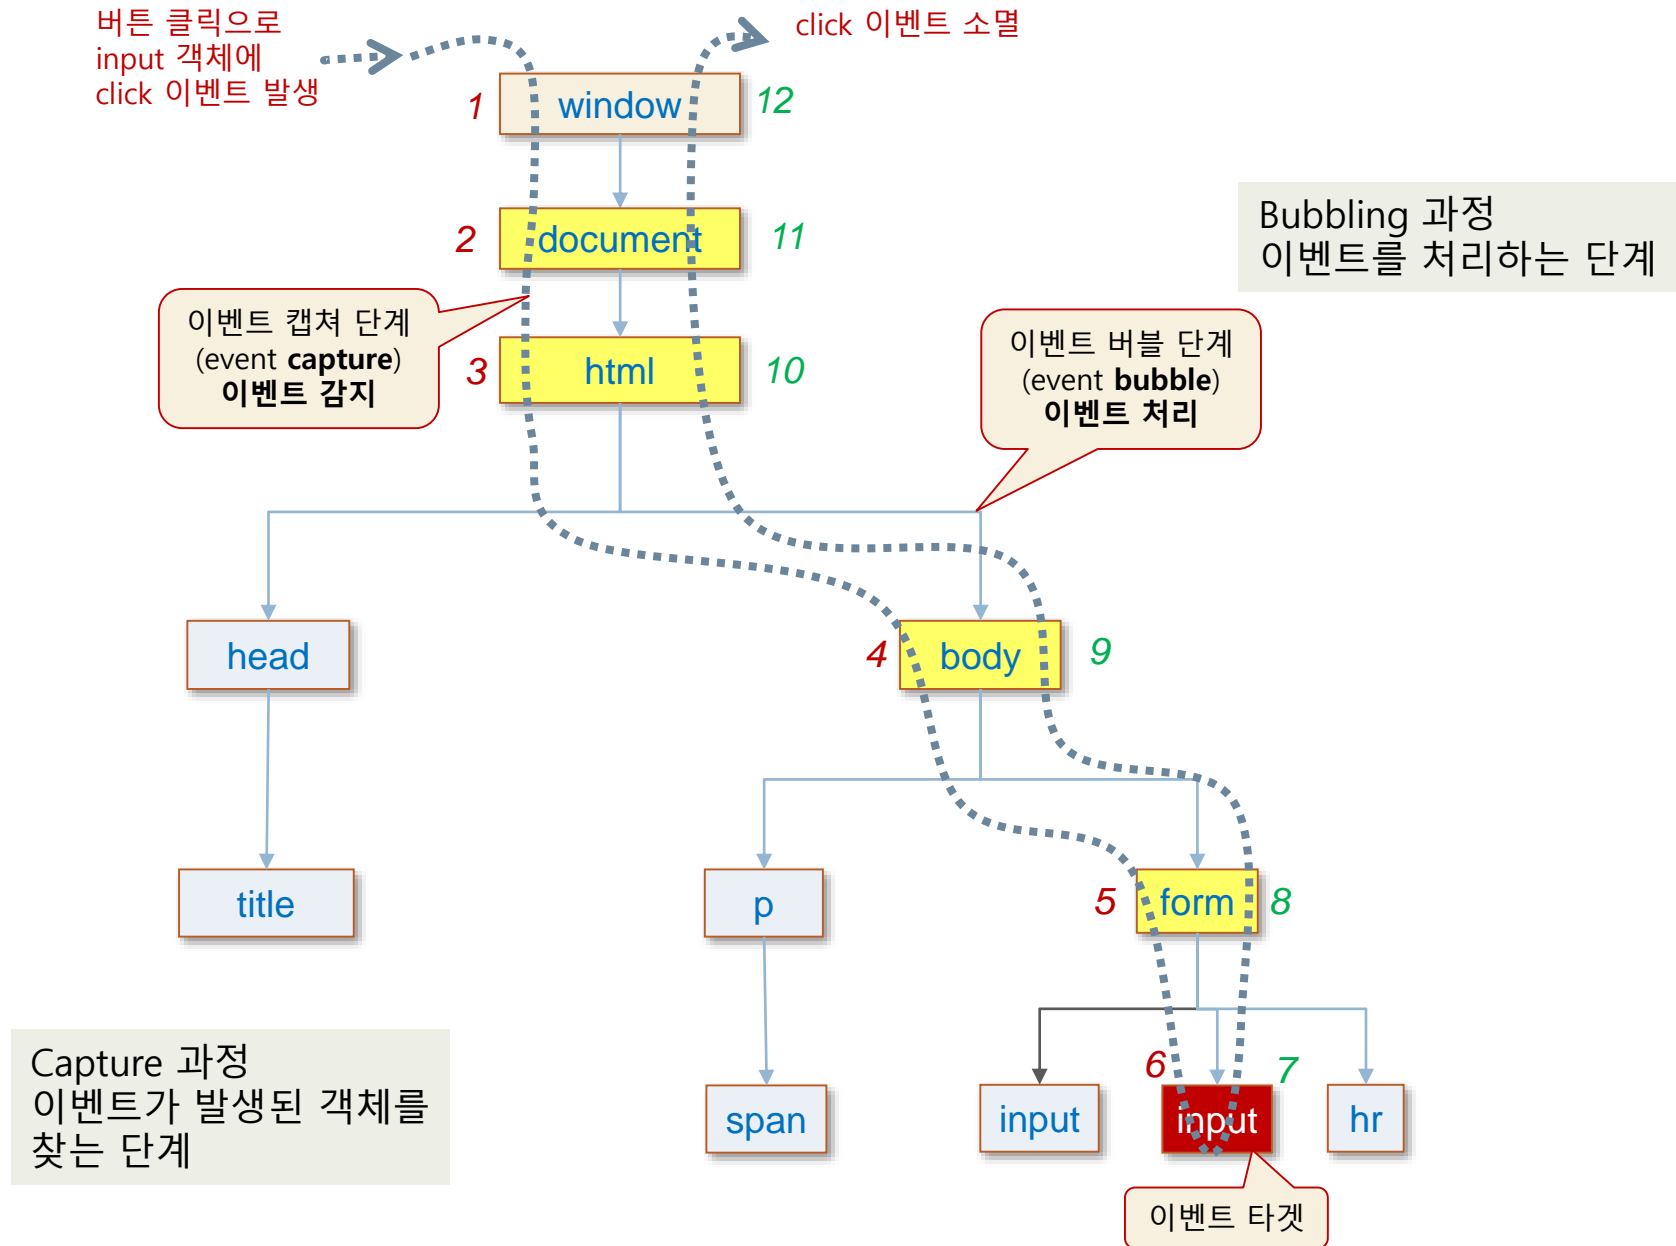 버튼 클릭으로
input 객체에
click 이벤트 발생
click 이벤트 소멸
1
window
12
2
document
11
Bubbling 과정
이벤트를 처리하는 단계
이벤트 캡쳐 단계
(event capture)
이벤트 감지
3
html
10
이벤트 버블 단계
(event bubble)
이벤트 처리
head
4
body
9
title
p
5
form
8
Capture 과정
이벤트가 발생된 객체를
찾는 단계
6
7
span
input
input
hr
이벤트 타겟